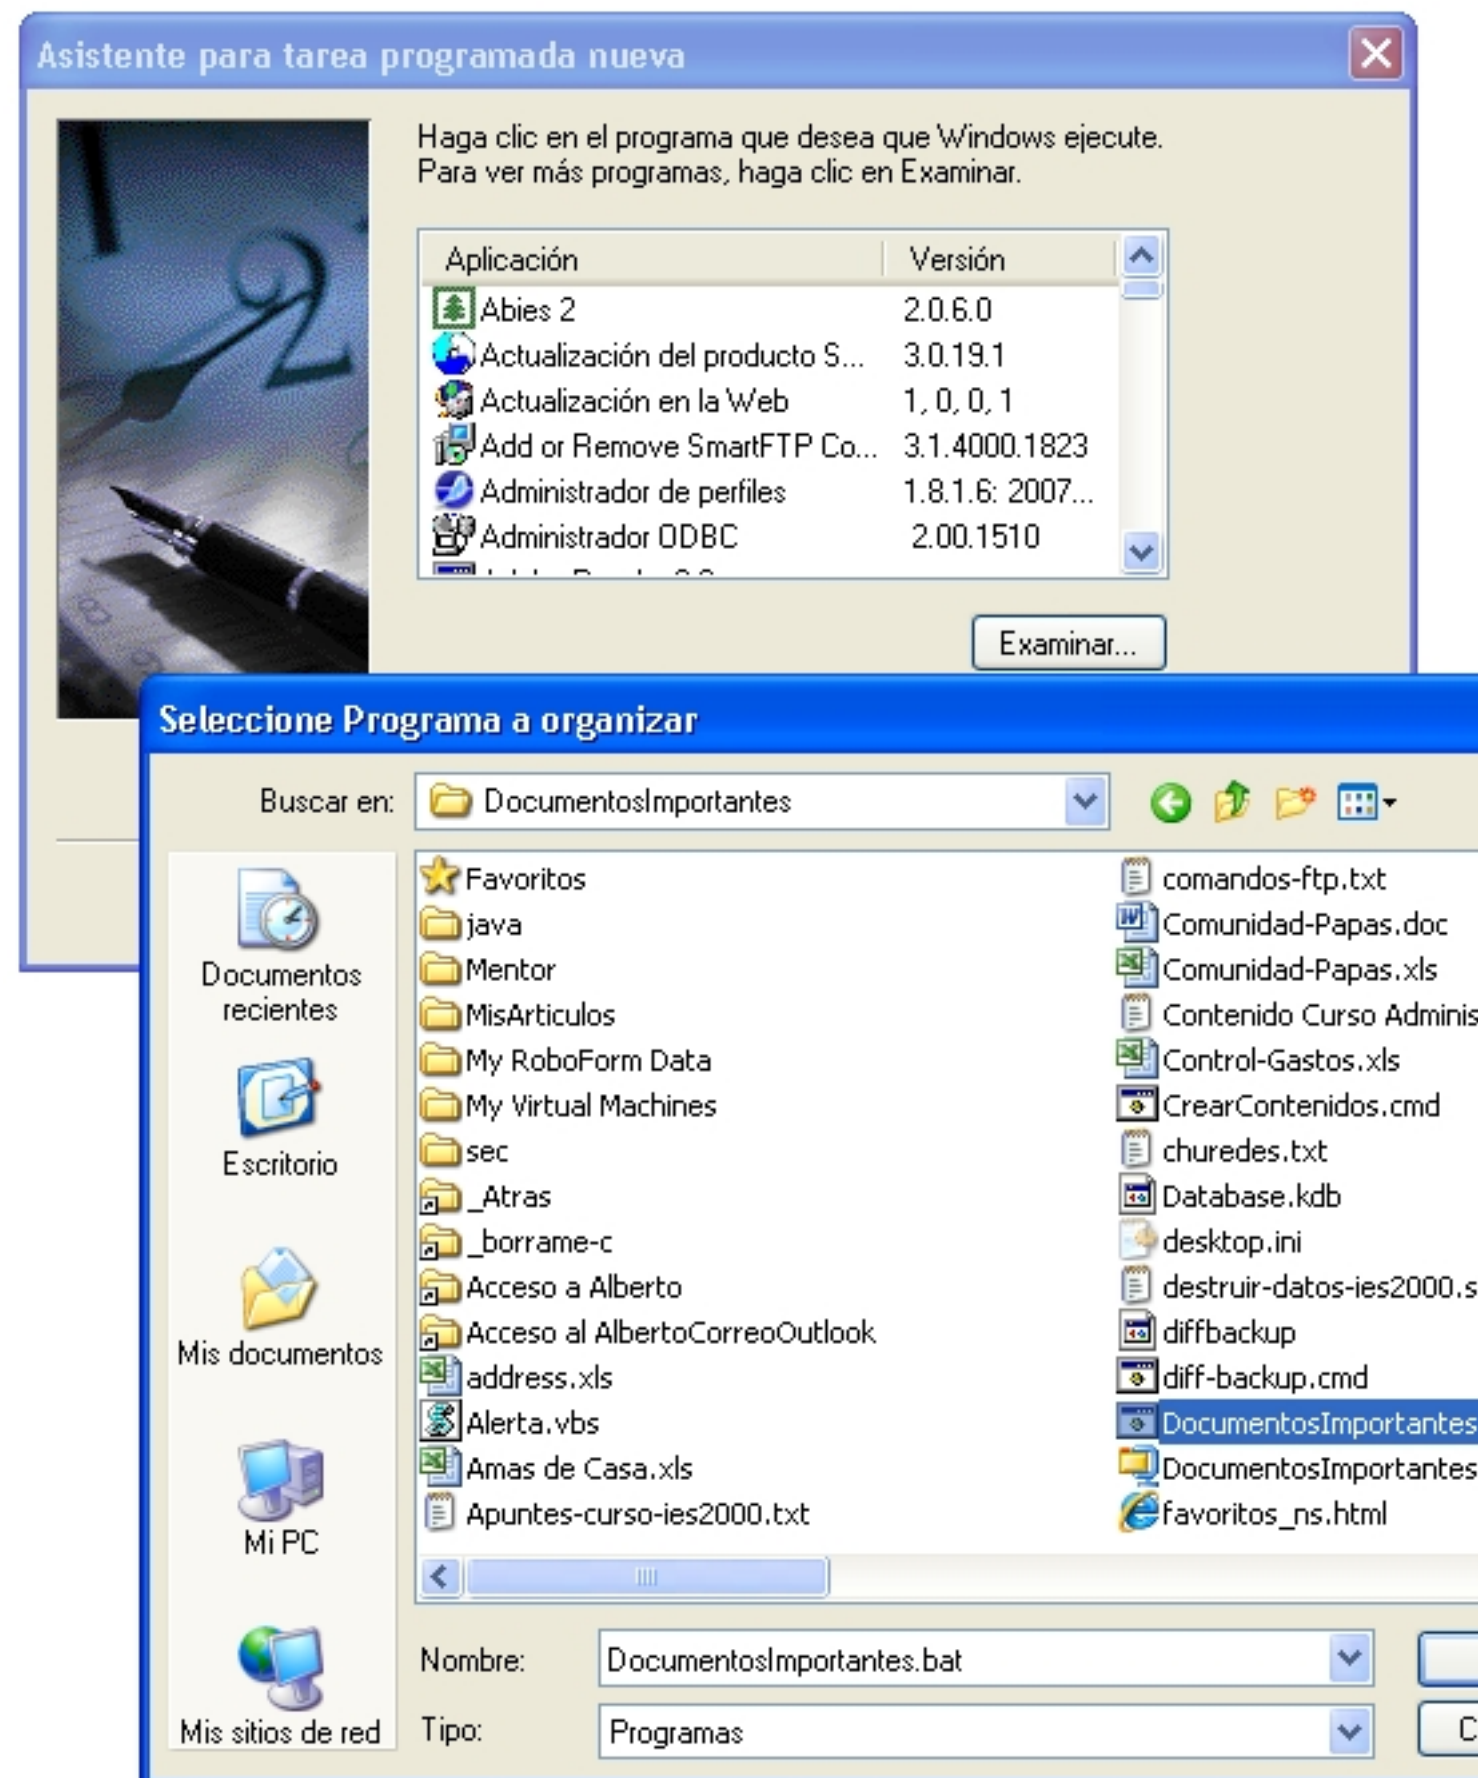 Asistente para tarea programada nueva
Haga clic en el programa que desea que Windows ejecute.
Para ver más programas, haga clic en Examinar.
Aplicación Versión
Abies 2 2.0.6.0
Actualización del producto S... 3.0.19.1
Actualización en la Web 1, 0, 0, 1
Add or Remove SmartFTP Co... 3.1.4000.1823
Administrador de perfiles 1.8.1.6: 2007...
Administrador ODBC 2.00.1510
Examinar...
Seleccione Programa a organizar
Buscar en: DocumentosImportantes
Documentos
recientes
Escritorio
Mis documentos
Mi PC
Mis sitios de red
Favoritos
java
Mentor
MisArticulos
My RoboForm Data
My Virtual Machines
sec
_Atras
_borrame-c
Acceso a Alberto
Acceso al AlbertoCorreoOutlook
address.xls
Alerta.vbs
Amas de Casa.xls
Apuntes-curso-ies2000.txt
comandos-ftp.txt
Comunidad-Papas.doc
Comunidad-Papas.xls
Contenido Curso Adminis
Control-Gastos.xls
CrearContenidos.cmd
churedes.txt
Database.kdb
desktop.ini
destruir-datos-ies2000.s
diffbackup
diff-backup.cmd
DocumentosImportantes
DocumentosImportantes
favoritos_ns.html
Nombre: DocumentosImportantes.bat
Tipo: Programas